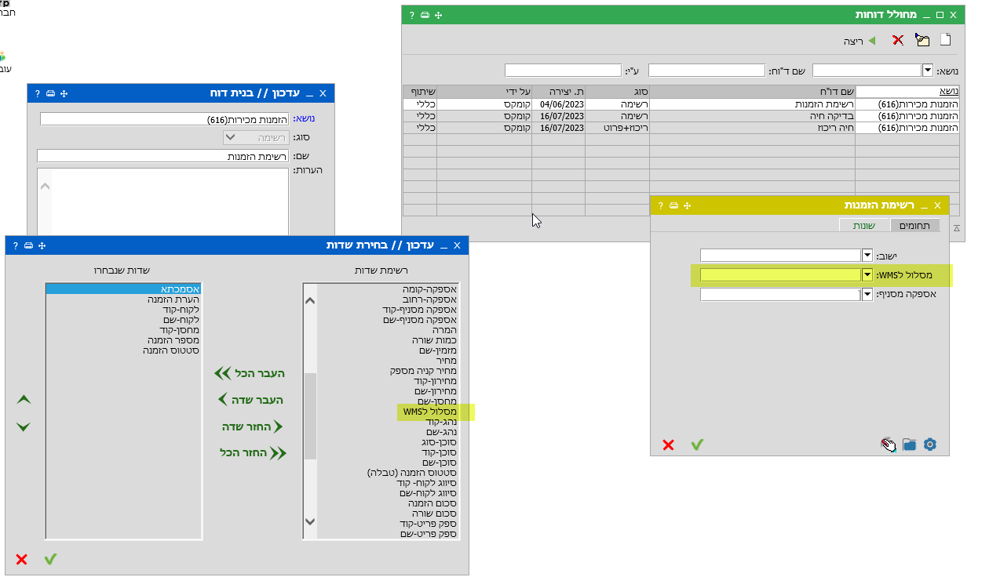 חבר
עוב
מחולל דוחות
ריצה
נושא:
שם ד"וח:
ע"י:
נושא שם דו"ח סוג ת. יצירה על ידי שיתוף
הזמנות מכירות(616) רשימת הזמנות רשימה 04/06/2023 קומקס כללי
הזמנות מכירות(616) בדיקה חיה רשימה 16/07/2023 קומקס כללי
הזמנות מכירות(616) חיה ריכוז ריכוז+פרוט 16/07/2023 קומקס כללי
עדכון // בנית דוח
נושא: הזמנות מכירות(616)
סוג: רשימה
שם: רשימת הזמנות
הערות:
רשימת הזמנות
תחומים
שונות
ישוב:
מסלול לWMS:
אספקה מסניף:
עדכון // בחירת שדות
רשימת שדות
אספקה-קומה
אספקה-רחוב
אספקה מסניף-קוד
אספקה מסניף-שם
המרה
כמות שורה
מזמין-שם
מחיר
מחיר קניה מספק
מחירון-קוד
מחירון-שם
מחסן-שם
מסלול לWMS
נהג-קוד
נהג-שם
סוכן-סוג
סוכן-קוד
סוכן-שם
סטטוס הזמנה (טבלה)
סיווג לקוח- קוד
סיווג לקוח-שם
סכום הזמנה
סכום שורה
ספק פריט-קוד
ספק פריט-שם
העבר הכל
העבר שדה
החזר שדה
החזר הכל
שדות שנבחרו
אסמכתא
הערת הזמנה
לקוח-קוד
לקוח-שם
מחסן-קוד
מספר הזמנה
סטטוס הזמנה